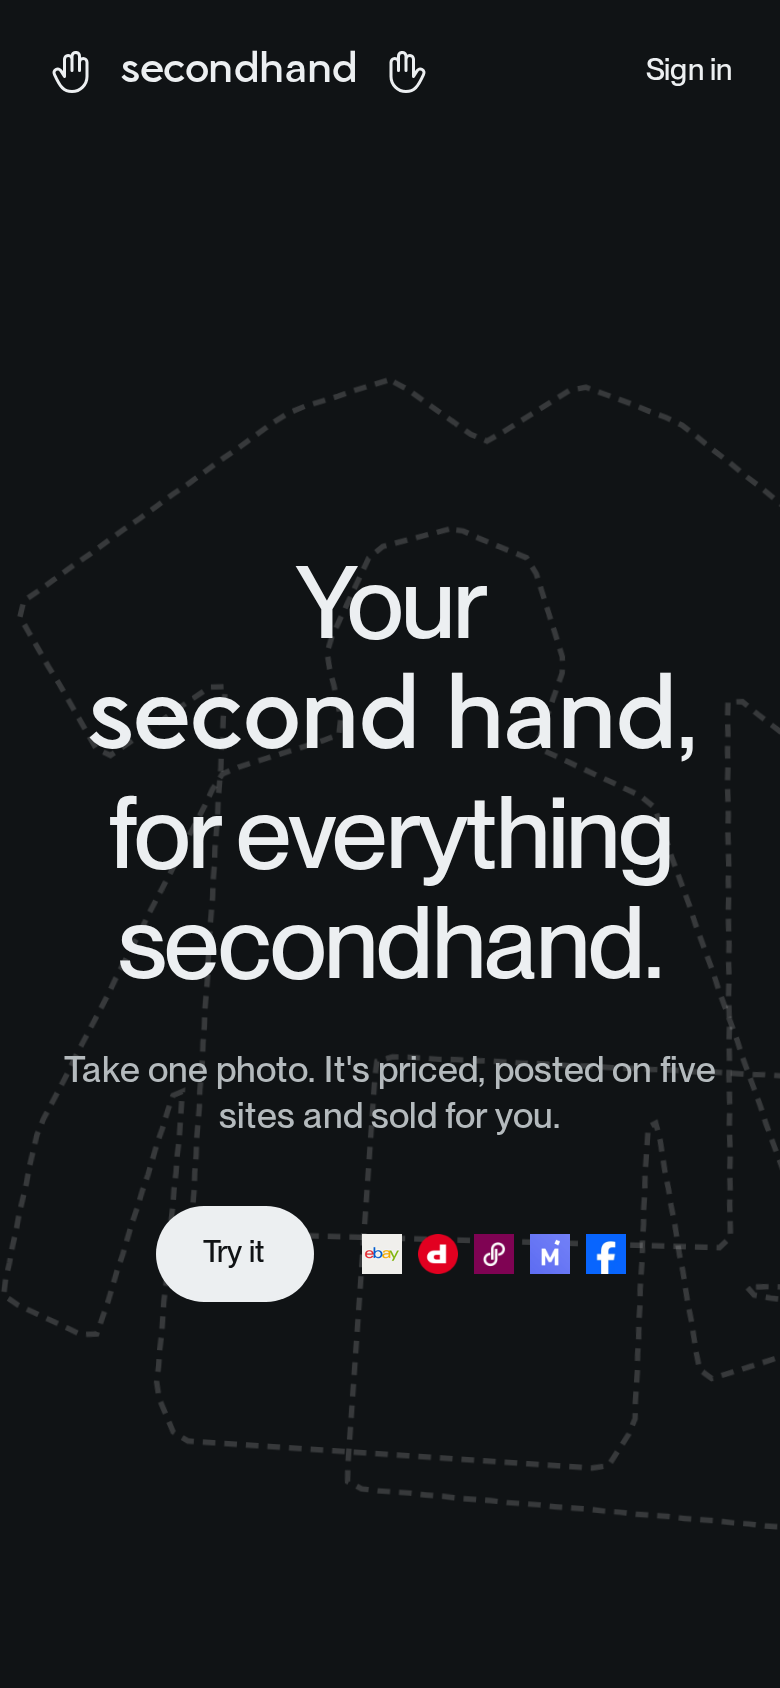 secondhand
Sign in
Your
second hand,
for everything
secondhand.
Take one photo. It's priced, posted on five
sites and sold for you.
Try it
ebay